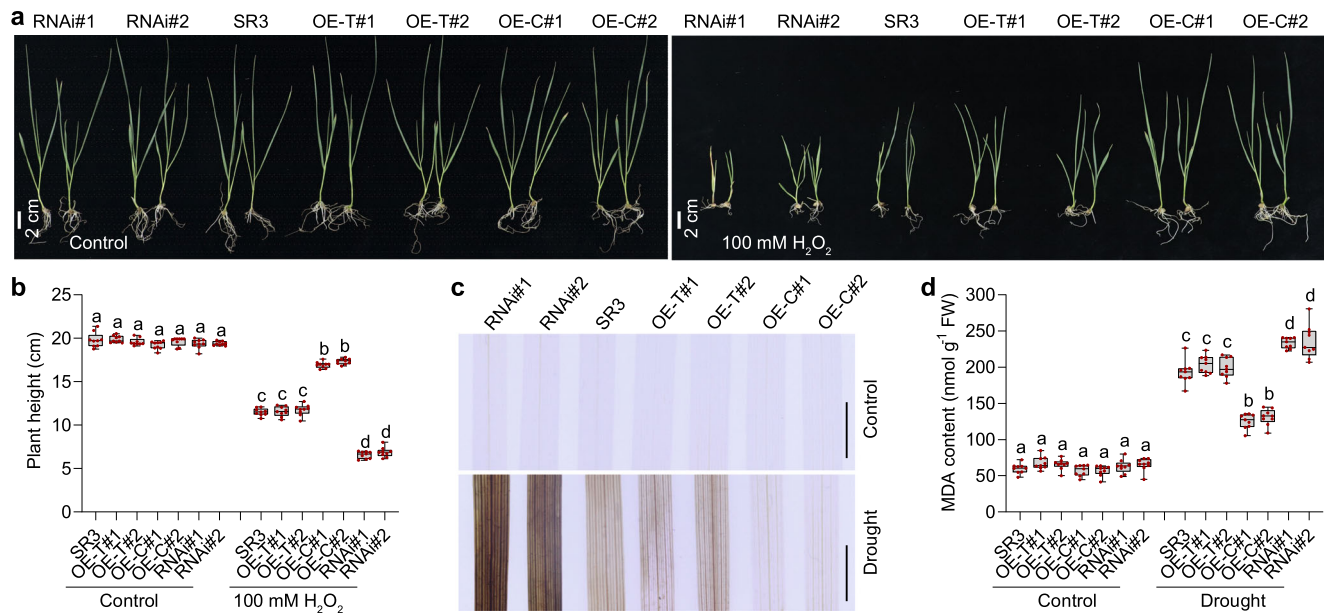 a
RNAi#1 RNAi#2 SR3 OE-T#1 OE-T#2 OE-C#1 OE-C#2
RNAi#1 RNAi#2 SR3 OE-T#1 OE-T#2 OE-C#1 OE-C#2
2 cm
Control
2 cm
100 mM H₂O₂
b
Plant height (cm)
25
20
15
10
5
0
a a a a a a a
c c c b b d d
SR3 OE-T#1 OE-T#2 OE-C#1 OE-C#2 RNAi#1 RNAi#2
SR3 OE-T#1 OE-T#2 OE-C#1 OE-C#2 RNAi#1 RNAi#2
Control
100 mM H₂O₂
c
RNAi#1 RNAi#2 SR3 OE-T#1 OE-T#2 OE-C#1 OE-C#2
Control
Drought
d
MDA content (nmol g⁻¹ FW)
300
250
200
150
100
50
0
a a a a a a a
c c c b b d d
SR3 OE-T#1 OE-T#2 OE-C#1 OE-C#2 RNAi#1 RNAi#2
SR3 OE-T#1 OE-T#2 OE-C#1 OE-C#2 RNAi#1 RNAi#2
Control
Drought